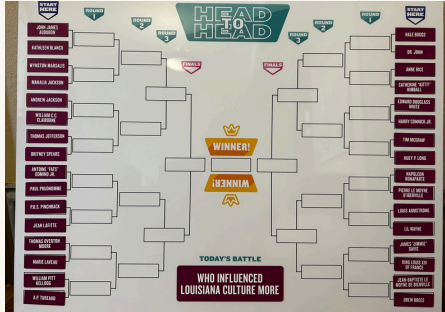 START
HERE
ROUND
1
ROUND
2
ROUND
3
HEAD
TO
HEAD
ROUND
3
ROUND
2
ROUND
1
START
HERE
FINALS
FINALS
JOHN JAMES
AUDUBON
KATHLEEN BLANCO
WYNTON MARSALIS
MAHALIA JACKSON
ANDREW JACKSON
WILLIAM C.C.
CLAIBORNE
THOMAS JEFFERSON
BRITNEY SPEARS
ANTOINE "FATS"
DOMINO JR.
PAUL PRUDHOMME
P.B.S. PINCHBACK
JEAN LAFITTE
THOMAS OVERTON
MOORE
MARIE LAVEAU
WILLIAM PITT
KELLOGG
A.P. TUREAUD
WINNER!
WINNER!
TODAY'S BATTLE
WHO INFLUENCED
LOUISIANA CULTURE MORE
HALE BOGGS
DR. JOHN
ANNE RICE
CATHERINE "KITTY"
KIMBALL
EDWARD DOUGLASS
WHITE
HARRY CONNICK JR.
TIM MCGRAW
HUEY P. LONG
NAPOLEON
BONAPARTE
PIERRE LE MOYNE
D'IBERVILLE
LOUIS ARMSTRONG
LIL WAYNE
JAMES "JIMMIE"
DAVIS
KING LOUIS XIV
OF FRANCE
JEAN-BAPTISTE LE
MOYNE DE BIENVILLE
DREW BREES